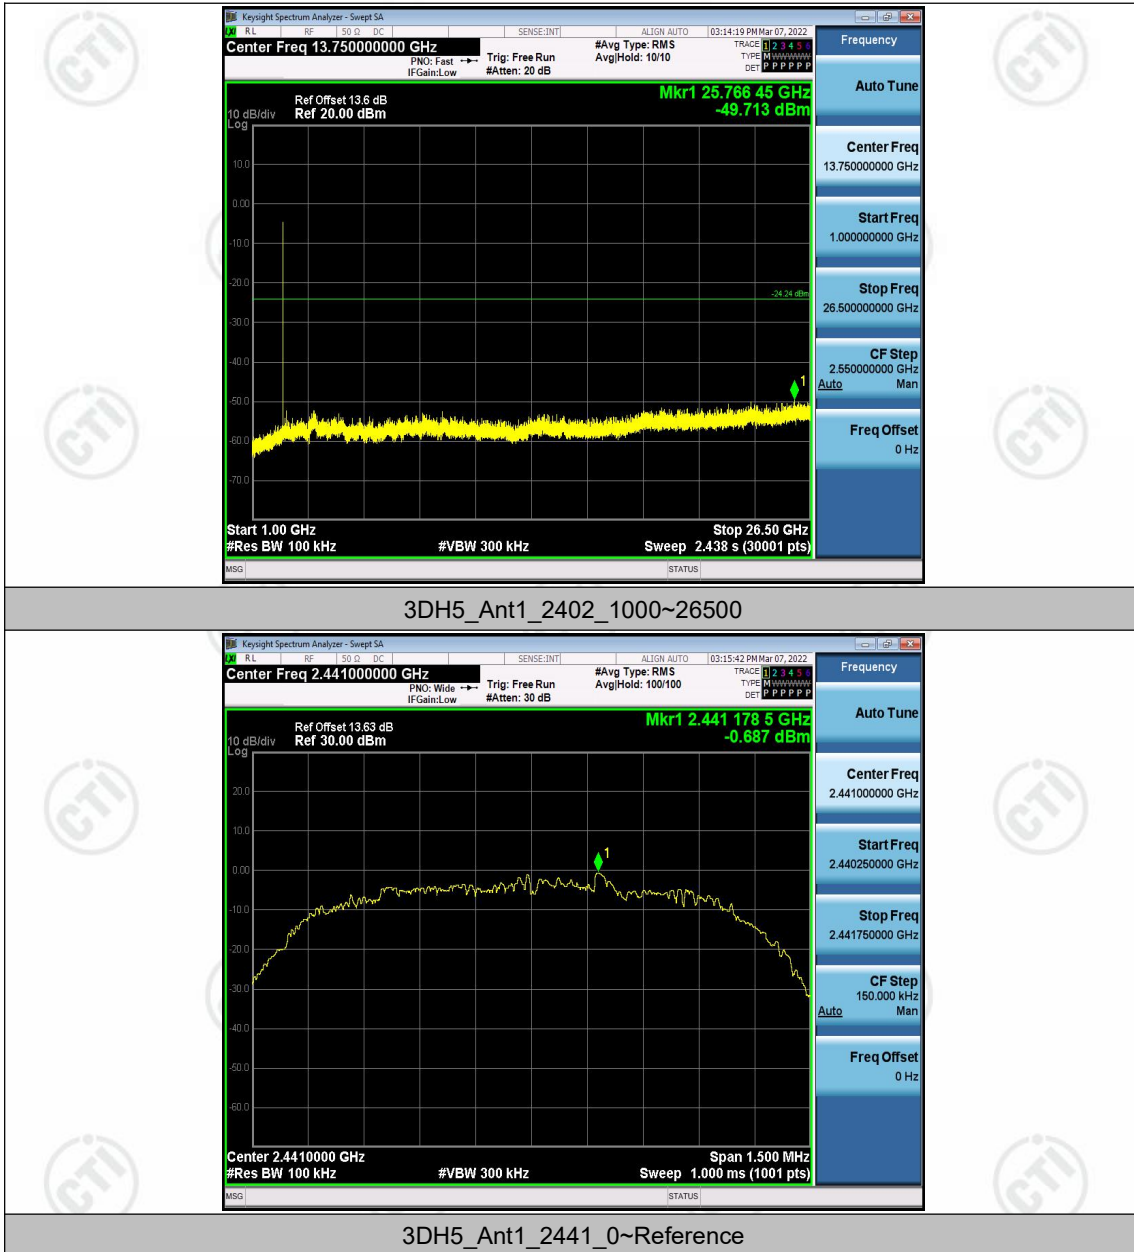 Keysight Spectrum Analyzer - Swept SA
LXI RL RF 50 Ω DC SENSE:INT ALIGN AUTO 03:14:19 PM Mar 07, 2022
Center Freq 13.750000000 GHz
PNO: Fast
IFGain:Low
Trig: Free Run
#Atten: 20 dB
#Avg Type: RMS
Avg|Hold: 10/10
TRACE 1 2 3 4 5 6
TYPE M W W W W W
DET P P P P P P
Mkr1 25.766 45 GHz
-49.713 dBm
Ref Offset 13.6 dB
10 dB/div Ref 20.00 dBm
Log
10.0
0.00
-10.0
-20.0
-24.24 dBm
-30.0
-40.0
1
-50.0
-60.0
-70.0
Start 1.00 GHz Stop 26.50 GHz
#Res BW 100 kHz #VBW 300 kHz Sweep 2.438 s (30001 pts)
MSG STATUS
Frequency
Auto Tune
Center Freq
13.750000000 GHz
Start Freq
1.000000000 GHz
Stop Freq
26.500000000 GHz
CF Step
2.550000000 GHz
Auto Man
Freq Offset
0 Hz
3DH5_Ant1_2402_1000~26500
Keysight Spectrum Analyzer - Swept SA
LXI RL RF 50 Ω DC SENSE:INT ALIGN AUTO 03:15:42 PM Mar 07, 2022
Center Freq 2.441000000 GHz
PNO: Wide
IFGain:Low
Trig: Free Run
#Atten: 30 dB
#Avg Type: RMS
Avg|Hold: 100/100
TRACE 1 2 3 4 5 6
TYPE M W W W W W
DET P P P P P P
Mkr1 2.441 178 5 GHz
-0.687 dBm
Ref Offset 13.63 dB
10 dB/div Ref 30.00 dBm
Log
20.0
10.0
1
0.00
-10.0
-20.0
-30.0
-40.0
-50.0
-60.0
Center 2.4410000 GHz Span 1.500 MHz
#Res BW 100 kHz #VBW 300 kHz Sweep 1.000 ms (1001 pts)
MSG STATUS
Frequency
Auto Tune
Center Freq
2.441000000 GHz
Start Freq
2.440250000 GHz
Stop Freq
2.441750000 GHz
CF Step
150.000 kHz
Auto Man
Freq Offset
0 Hz
3DH5_Ant1_2441_0~Reference
CTI
CTI
CTI
CTI
CTI
CTI
CTI
CTI